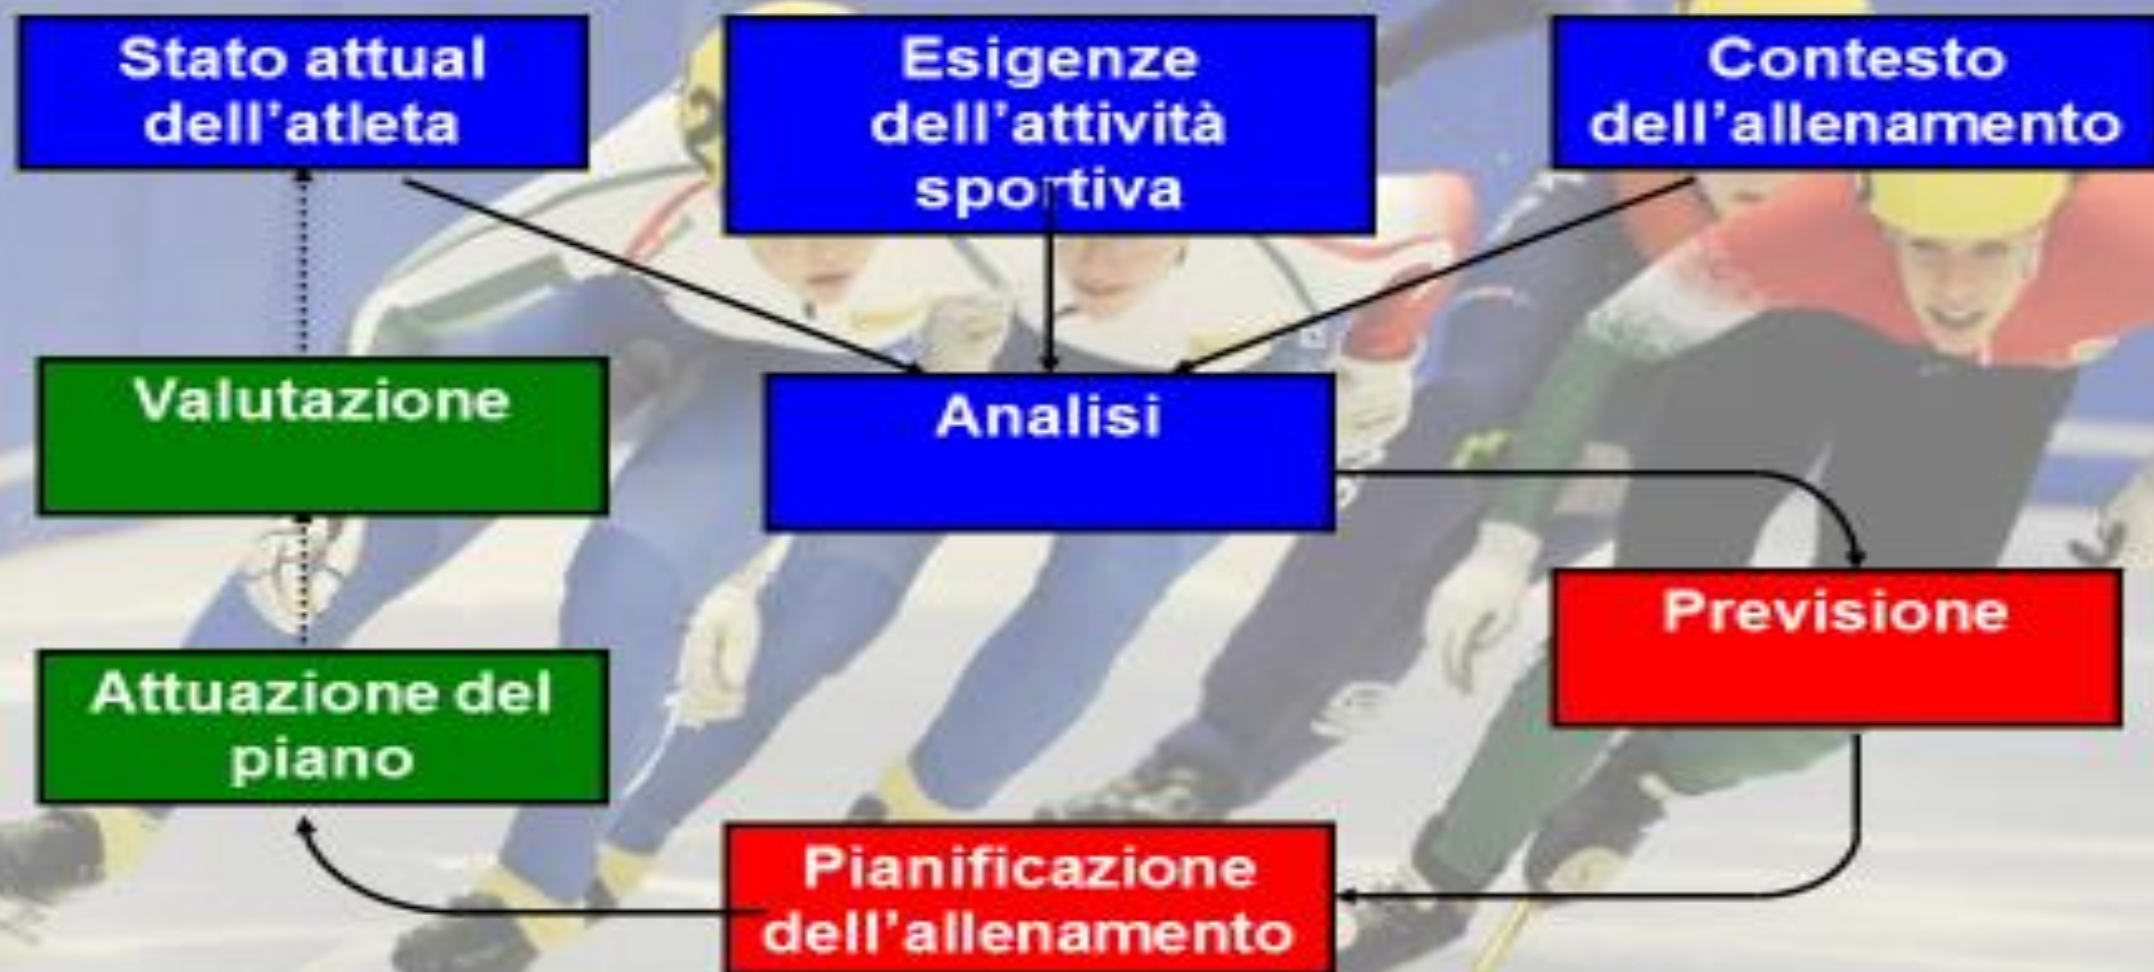 Stato attual
dell'atleta
Esigenze
dell'attività
sportiva
Contesto
dell'allenamento
Valutazione
Analisi
Previsione
Attuazione del
piano
Pianificazione
dell'allenamento